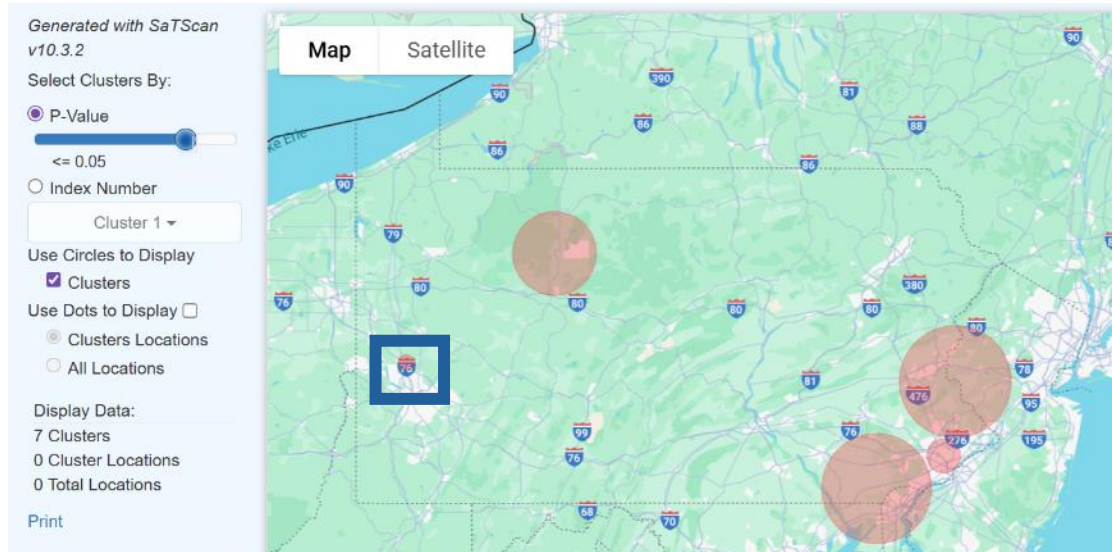 Generated with SaTScan
v10.3.2
Select Clusters By:
P-Value
<= 0.05
Index Number
Cluster 1
Use Circles to Display
Clusters
Use Dots to Display
Clusters Locations
All Locations
Display Data:
7 Clusters
0 Cluster Locations
0 Total Locations
Print
Map Satellite
90
390
90
81
86
88
86
86
ke Erie
90
79
80
380
76
80
80
80
80
76
78
81
476
95
99
76
276
195
76
68
70